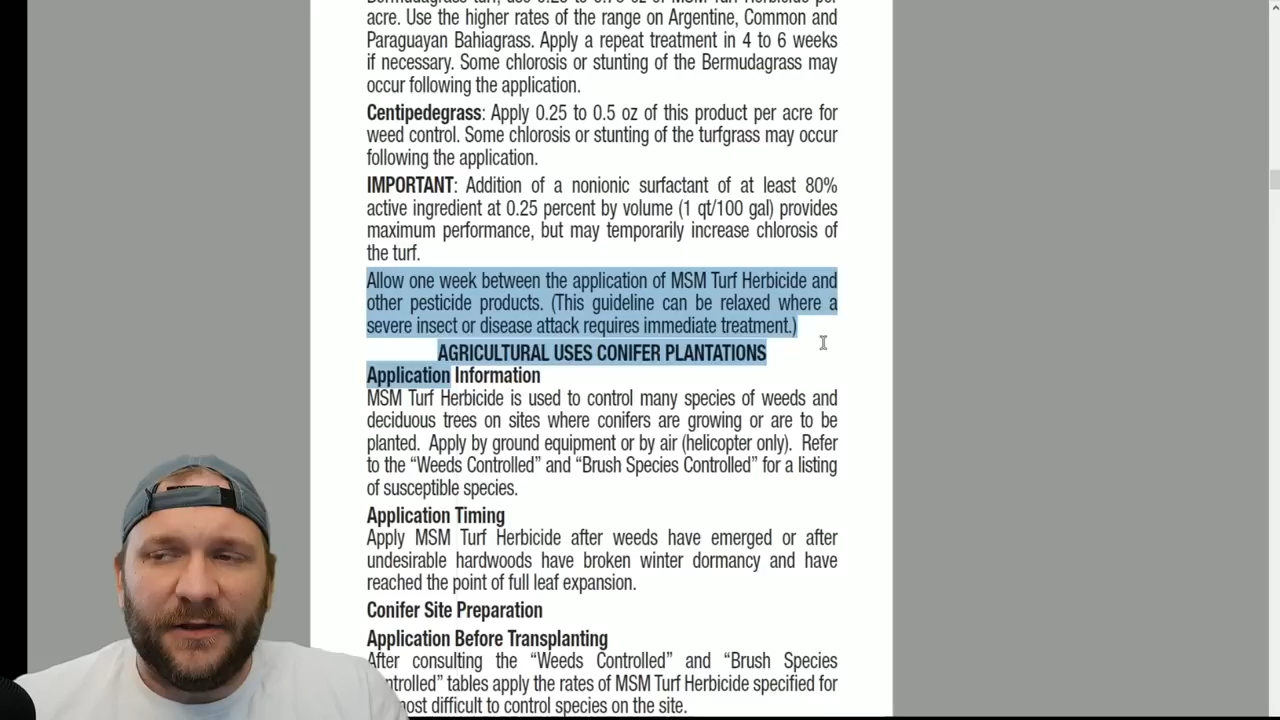 acre. Use the higher rates of the range on Argentine, Common and
Paraguayan Bahiagrass. Apply a repeat treatment in 4 to 6 weeks
if necessary. Some chlorosis or stunting of the Bermudagrass may
occur following the application.
Centipedegrass: Apply 0.25 to 0.5 oz of this product per acre for
weed control. Some chlorosis or stunting of the turfgrass may occur
following the application.
IMPORTANT: Addition of a nonionic surfactant of at least 80%
active ingredient at 0.25 percent by volume (1 qt/100 gal) provides
maximum performance, but may temporarily increase chlorosis of
the turf.
Allow one week between the application of MSM Turf Herbicide and
other pesticide products. (This guideline can be relaxed where a
severe insect or disease attack requires immediate treatment.)
AGRICULTURAL USES CONIFER PLANTATIONS
Application Information
MSM Turf Herbicide is used to control many species of weeds and
deciduous trees on sites where conifers are growing or are to be
planted. Apply by ground equipment or by air (helicopter only). Refer
to the “Weeds Controlled” and “Brush Species Controlled” for a listing
of susceptible species.
Application Timing
Apply MSM Turf Herbicide after weeds have emerged or after
undesirable hardwoods have broken winter dormancy and have
reached the point of full leaf expansion.
Conifer Site Preparation
Application Before Transplanting
After consulting the “Weeds Controlled” and “Brush Species
tables apply the rates of MSM Turf Herbicide specified for
difficult to control species on the site.